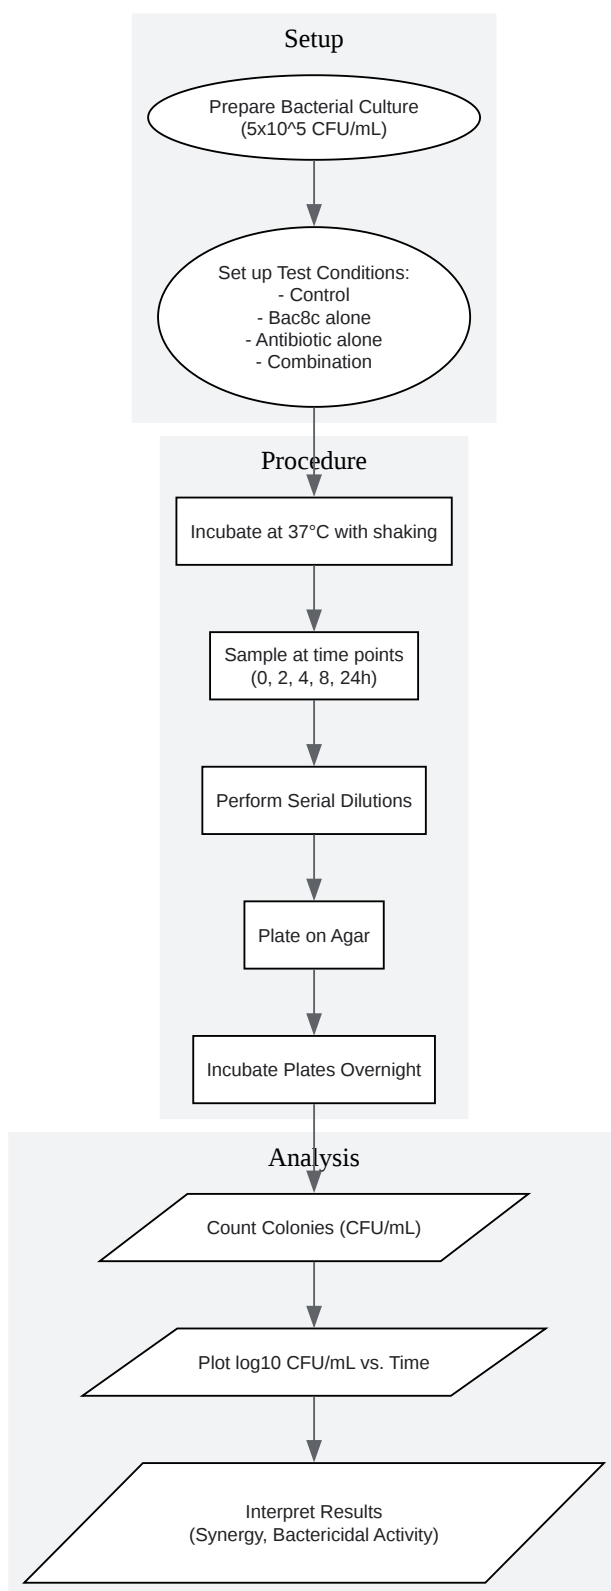 Setup
Prepare Bacterial Culture
(5x10^5 CFU/mL)
Set up Test Conditions:
- Control
- Bac8c alone
- Antibiotic alone
- Combination
Procedure
Incubate at 37°C with shaking
Sample at time points
(0, 2, 4, 8, 24h)
Perform Serial Dilutions
Plate on Agar
Incubate Plates Overnight
Analysis
Count Colonies (CFU/mL)
Plot log10 CFU/mL vs. Time
Interpret Results
(Synergy, Bactericidal Activity)